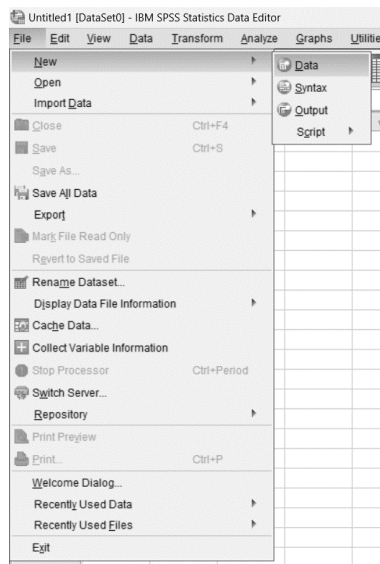 Untitled1 [DataSet0] - IBM SPSS Statistics Data Editor
File Edit View Data Transform Analyze Graphs Utilitie
New
Data
Open
Syntax
Import Data
Output
Script
Close Ctrl+F4
Save Ctrl+S
Save As...
Save All Data
Export
Mark File Read Only
Revert to Saved File
Rename Dataset...
Display Data File Information
Cache Data...
Collect Variable Information
Stop Processor Ctrl+Period
Switch Server...
Repository
Print Preview
Print... Ctrl+P
Welcome Dialog...
Recently Used Data
Recently Used Files
Exit